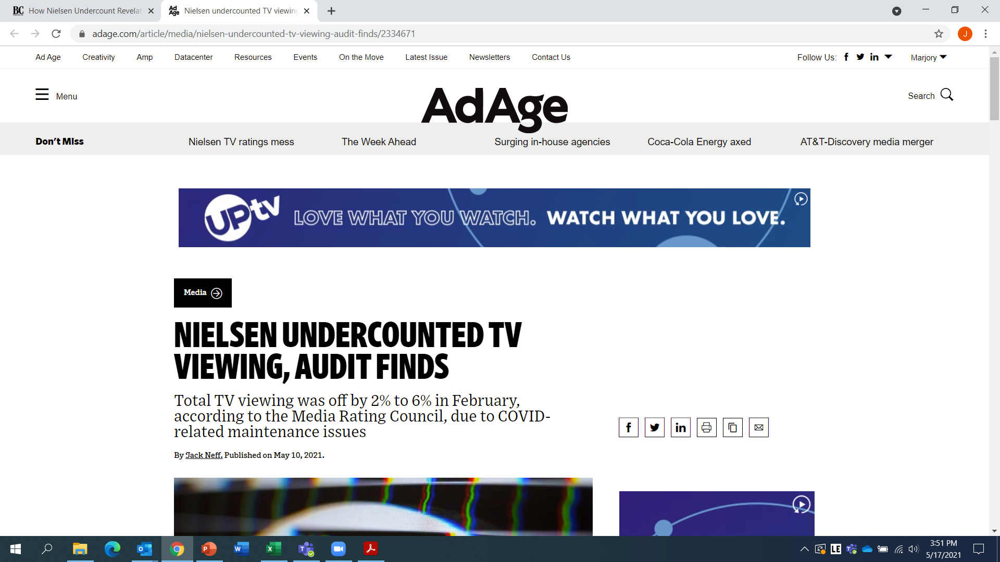 BC How Nielsen Undercount Revelat
Ad Age Nielsen undercounted TV viewing
adage.com/article/media/nielsen-undercounted-tv-viewing-audit-finds/2334671
J
Ad Age Creativity Amp Datacenter Resources Events On the Move Latest Issue Newsletters Contact Us Follow Us: f in Marjory
Menu
AdAge
Search
Don't Miss Nielsen TV ratings mess The Week Ahead Surging in-house agencies Coca-Cola Energy axed AT&T-Discovery media merger
UPtv LOVE WHAT YOU WATCH. WATCH WHAT YOU LOVE.
Media
NIELSEN UNDERCOUNTED TV
VIEWING, AUDIT FINDS
Total TV viewing was off by 2% to 6% in February,
according to the Media Rating Council, due to COVID-
related maintenance issues
f in
By Jack Neff. Published on May 10, 2021.
LE
3:51 PM
5/17/2021